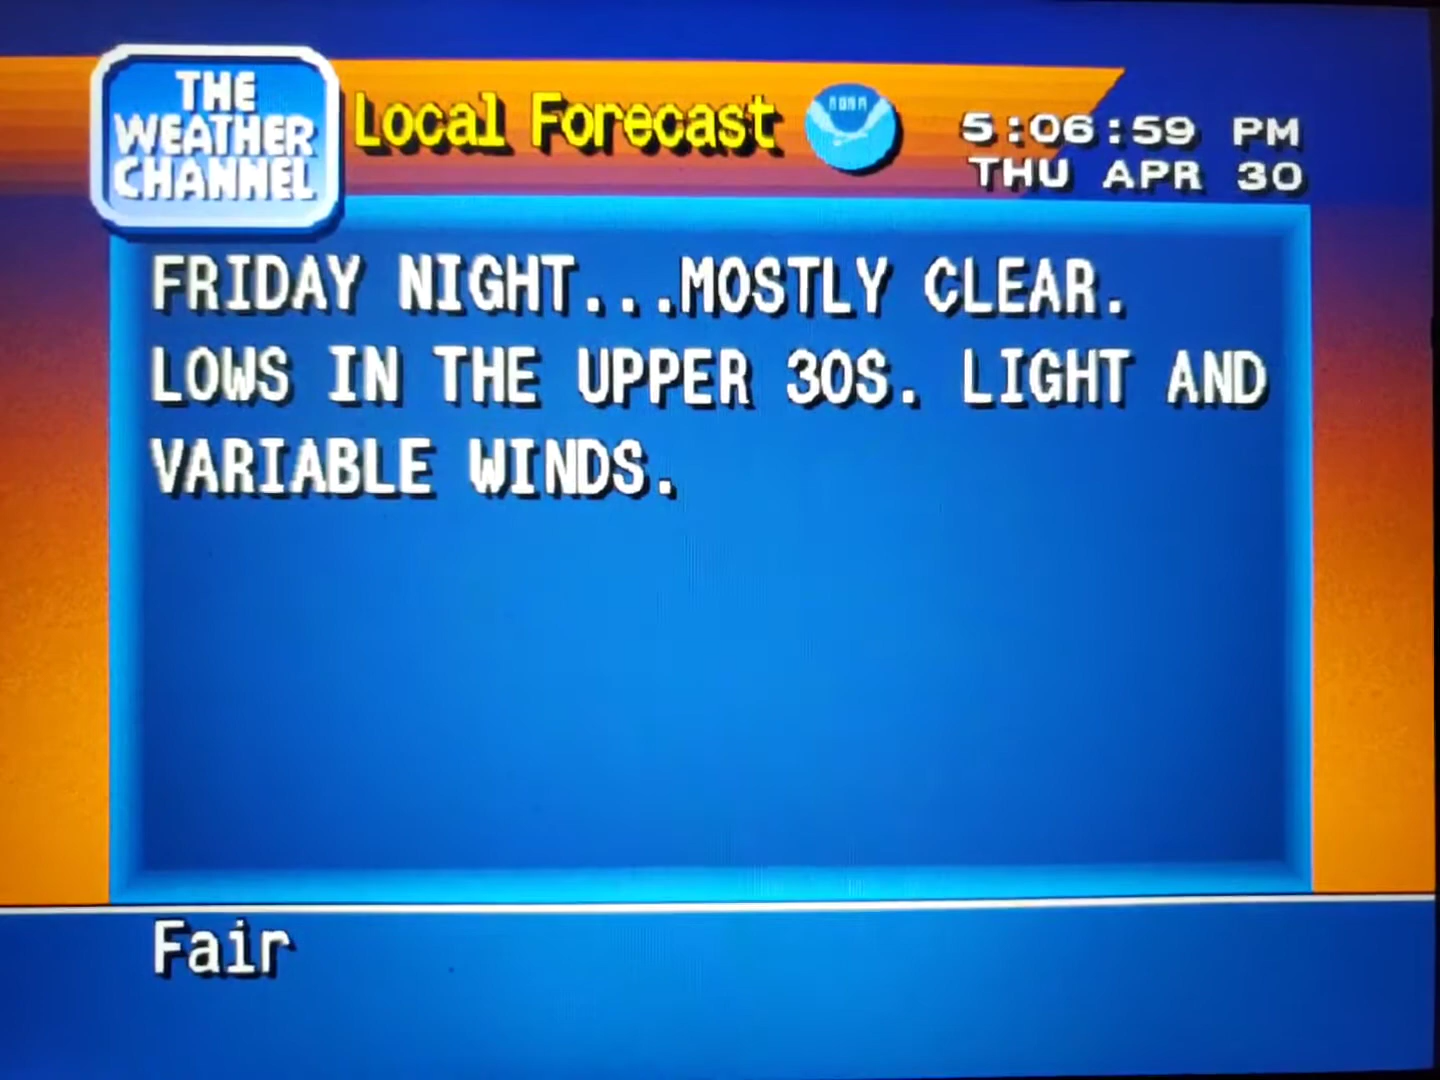 THE
WEATHER
CHANNEL
Local Forecast
NOAA
5:06:59 PM
THU APR 30
FRIDAY NIGHT...MOSTLY CLEAR.
LOWS IN THE UPPER 30S. LIGHT AND
VARIABLE WINDS.
Fair